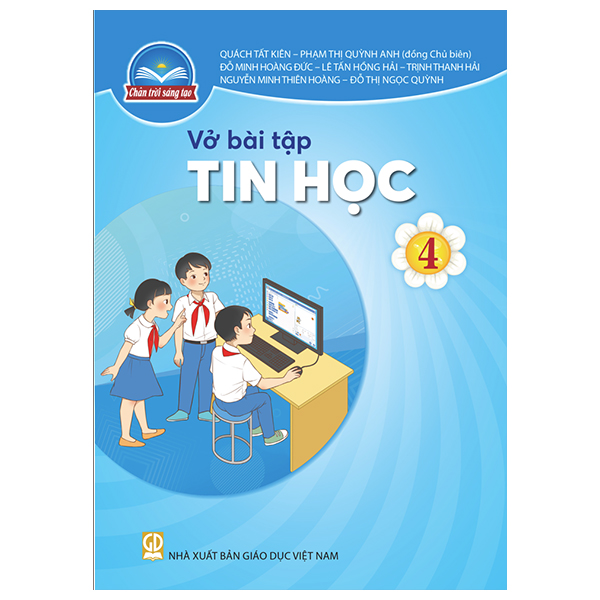 QUÁCH TẤT KIÊN – PHẠM THỊ QUỲNH ANH (đồng Chủ biên)
ĐỖ MINH HOÀNG ĐỨC – LÊ TẤN HỒNG HẢI – TRỊNH THANH HẢI
NGUYỄN MINH THIÊN HOÀNG – ĐỖ THỊ NGỌC QUỲNH
Chân trời sáng tạo
Vở bài tập
TIN HỌC
4
GD
NHÀ XUẤT BẢN GIÁO DỤC VIỆT NAM